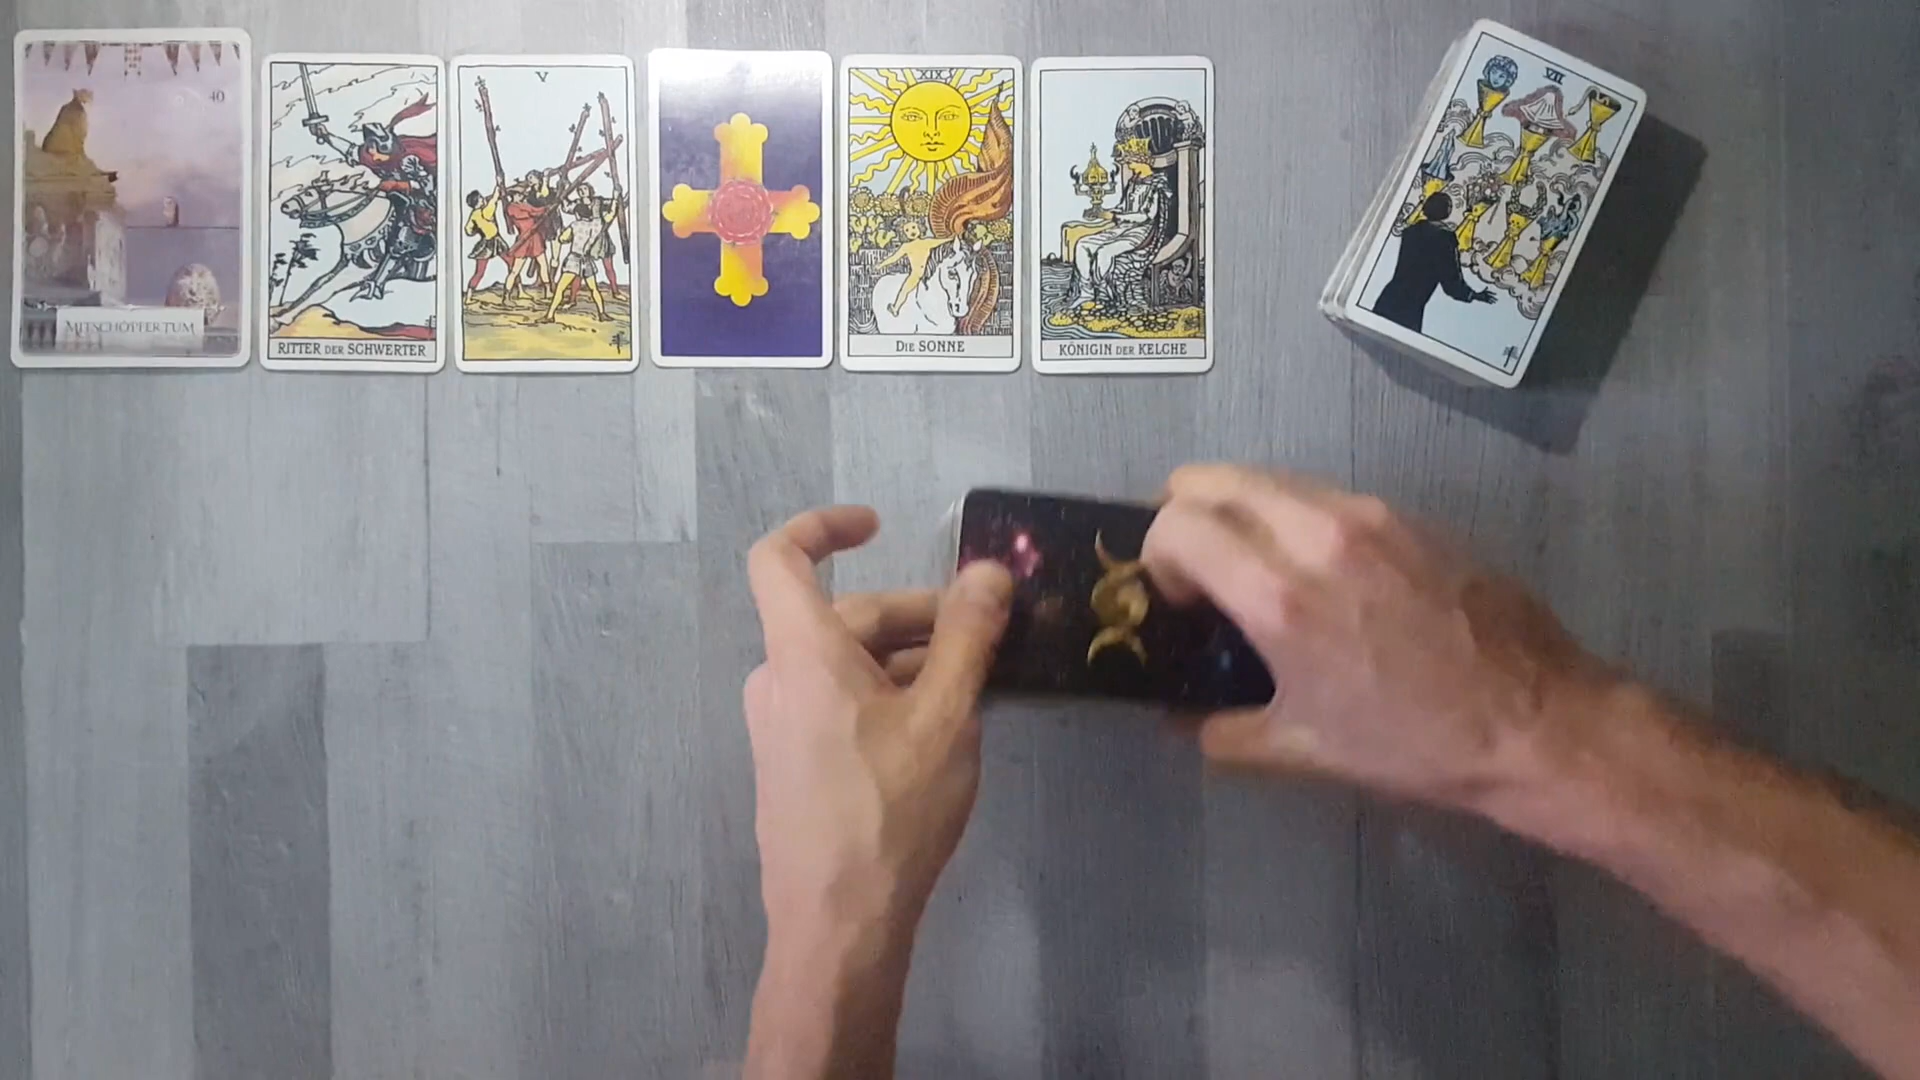 40
MITSCHÖPFERTUM
RITTER DER SCHWERTER
V
XIX
DIE SONNE
KÖNIGIN DER KELCHE
VII